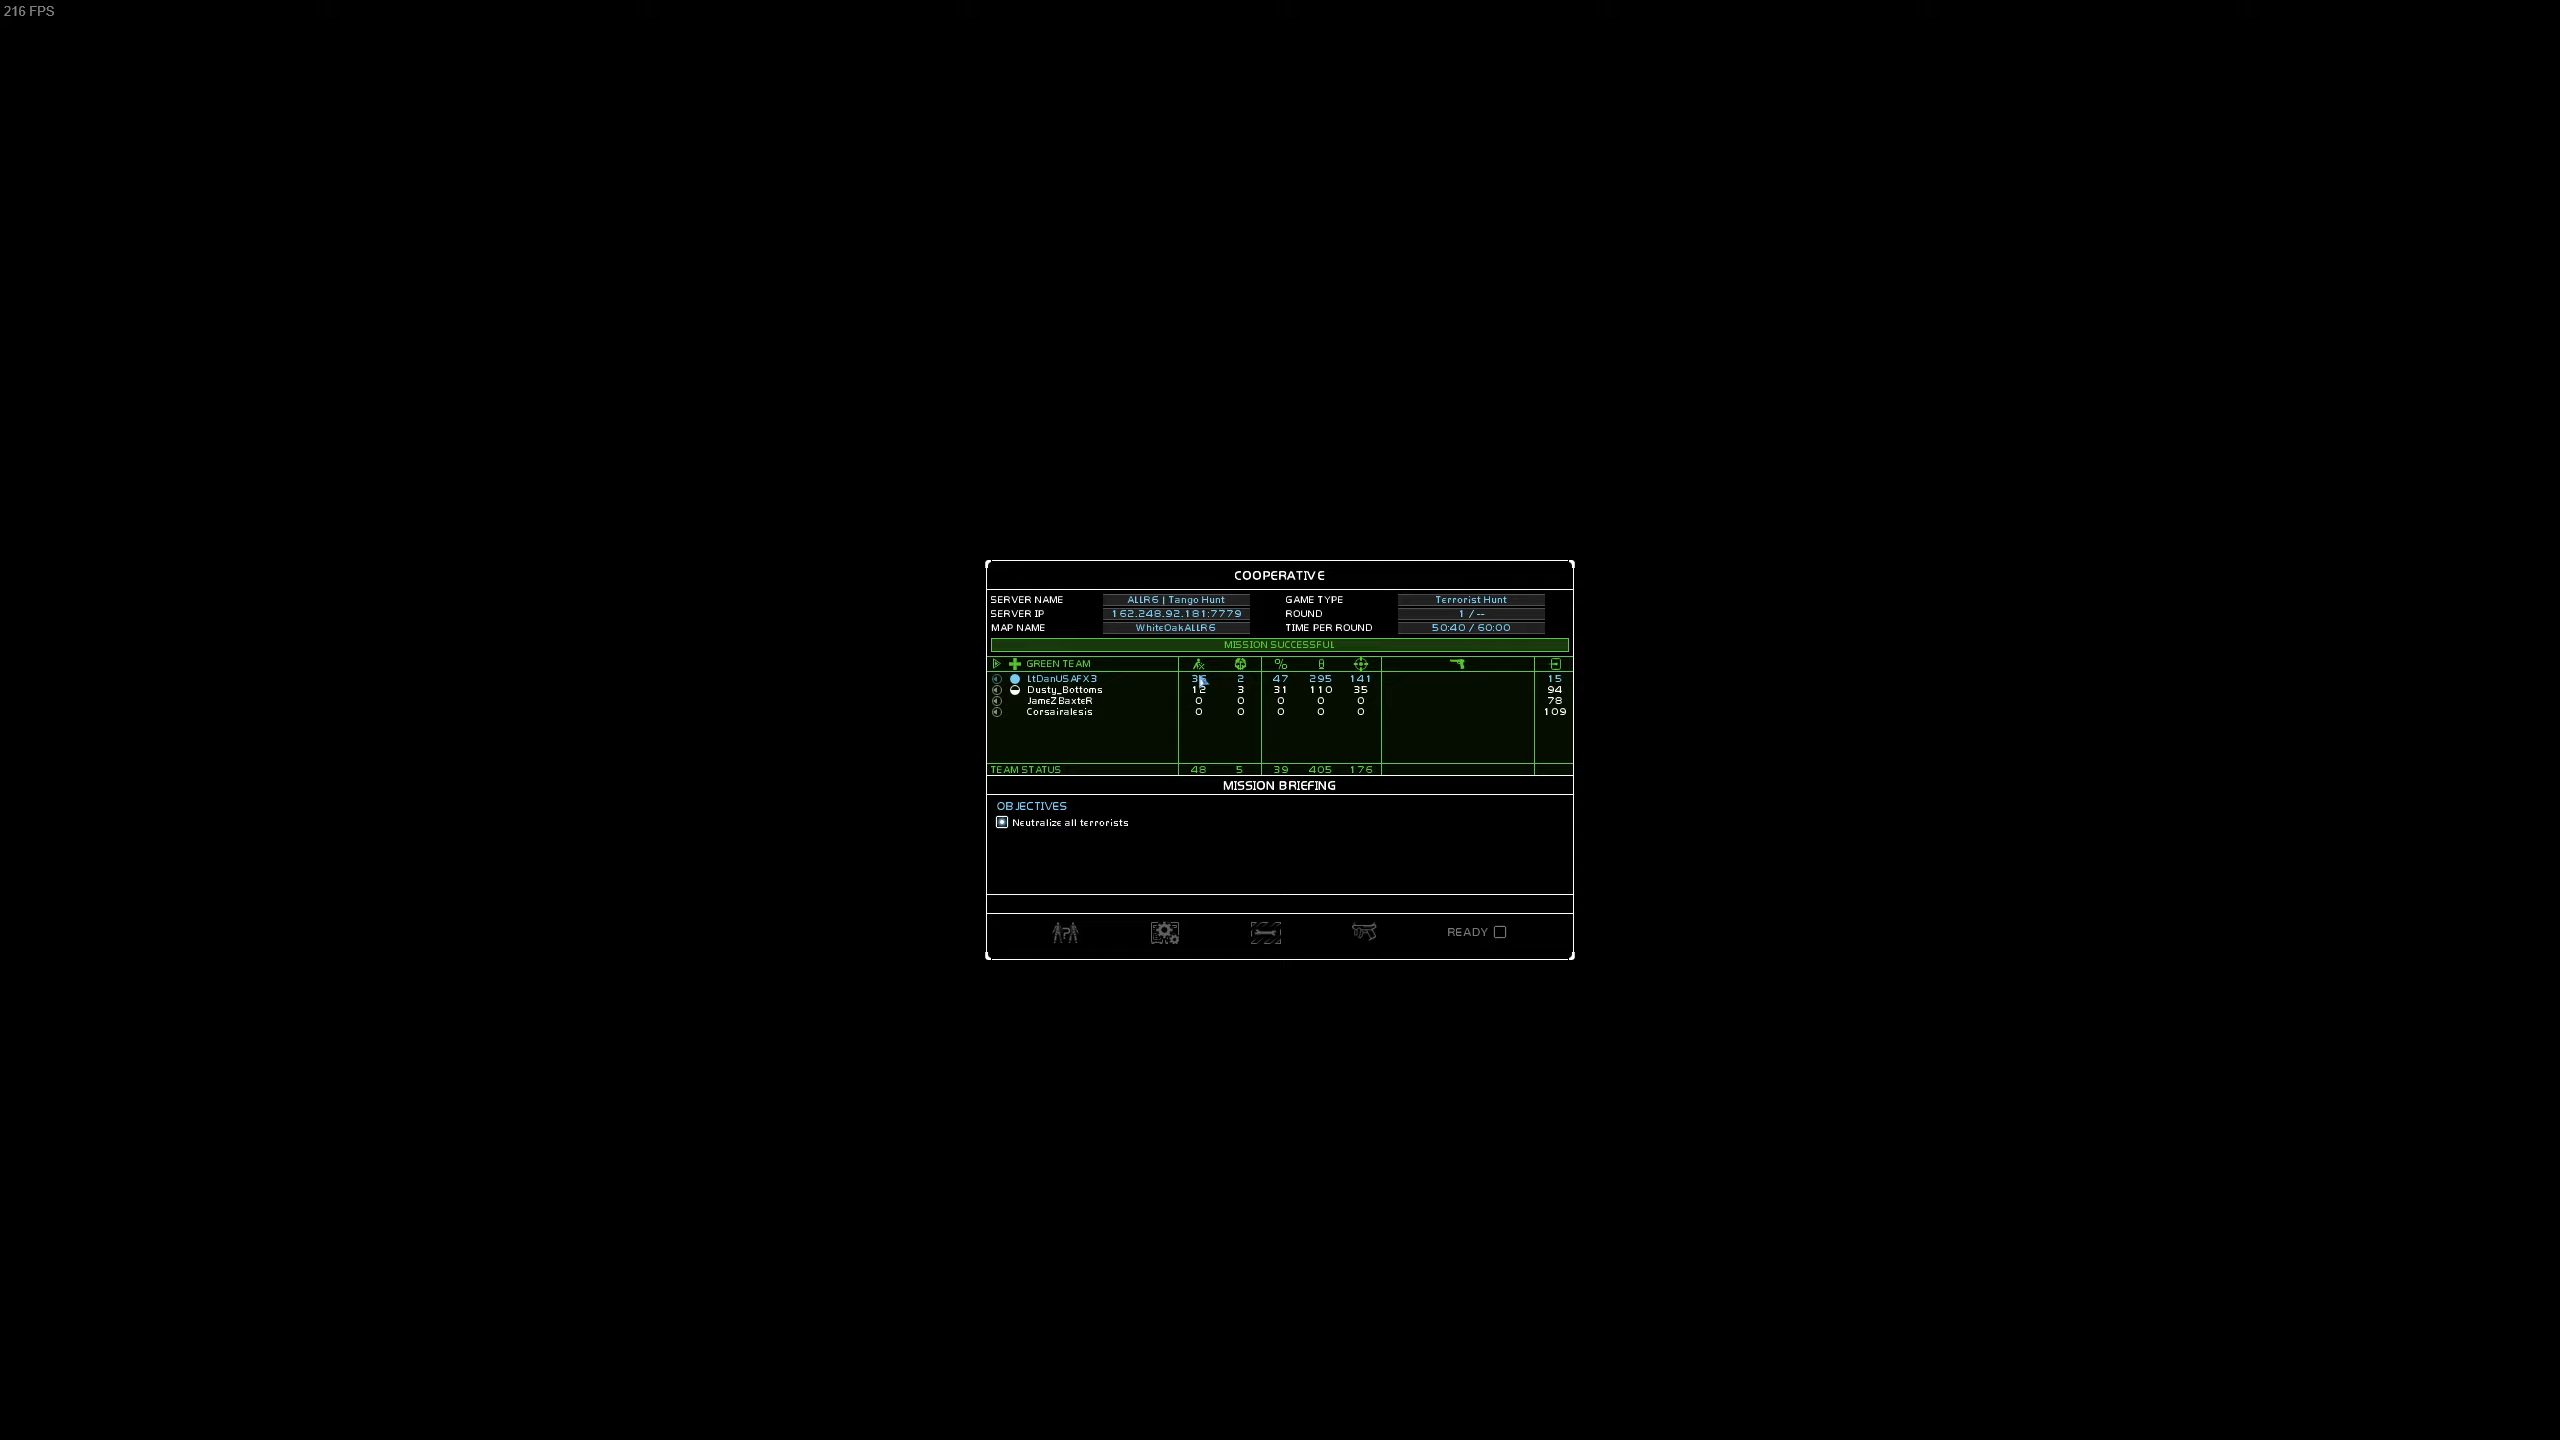 216 FPS
COOPERATIVE
SERVER NAME ALLR6 | Tango Hunt GAME TYPE Terrorist Hunt
SERVER IP 162.248.92.181:7779 ROUND 1 / --
MAP NAME WhiteOakALLR6 TIME PER ROUND 50:40 / 60:00
MISSION SUCCESSFUL
GREEN TEAM %
LtDanUSAFX3 36 2 47 295 141 15
Dusty_Bottoms 12 3 31 110 35 94
JameZBaxteR 0 0 0 0 0 78
Corsairalesis 0 0 0 0 0 109
TEAM STATUS 48 5 39 405 176
MISSION BRIEFING
OBJECTIVES
Neutralize all terrorists
READY